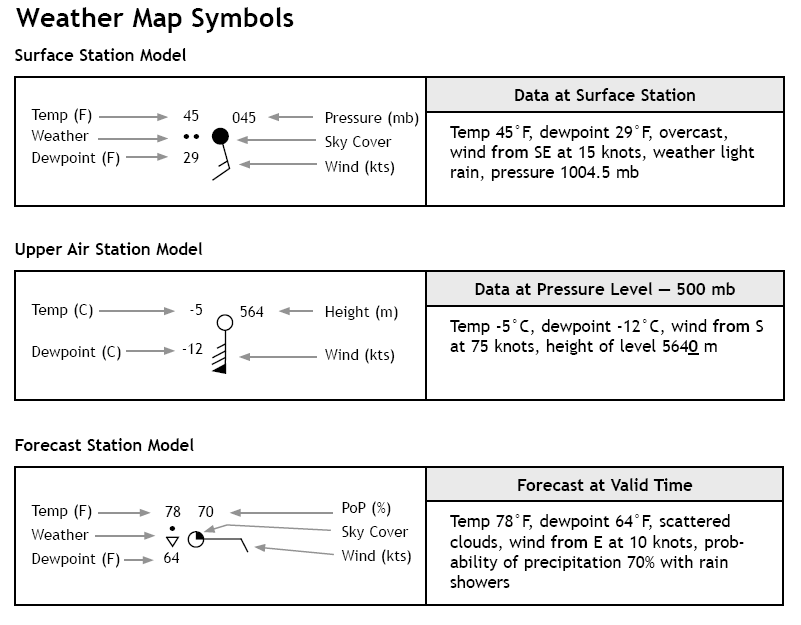 Weather Map Symbols
Surface Station Model
Temp (F)
Weather
Dewpoint (F)
45
29
045
Pressure (mb)
Sky Cover
Wind (kts)
Data at Surface Station
Temp 45°F, dewpoint 29°F, overcast,
wind from SE at 15 knots, weather light
rain, pressure 1004.5 mb
Upper Air Station Model
Temp (C)
Dewpoint (C)
-5
-12
564
Height (m)
Wind (kts)
Data at Pressure Level — 500 mb
Temp -5°C, dewpoint -12°C, wind from S
at 75 knots, height of level 5640 m
Forecast Station Model
Temp (F)
Weather
Dewpoint (F)
78
64
70
PoP (%)
Sky Cover
Wind (kts)
Forecast at Valid Time
Temp 78°F, dewpoint 64°F, scattered
clouds, wind from E at 10 knots, prob-
ability of precipitation 70% with rain
showers